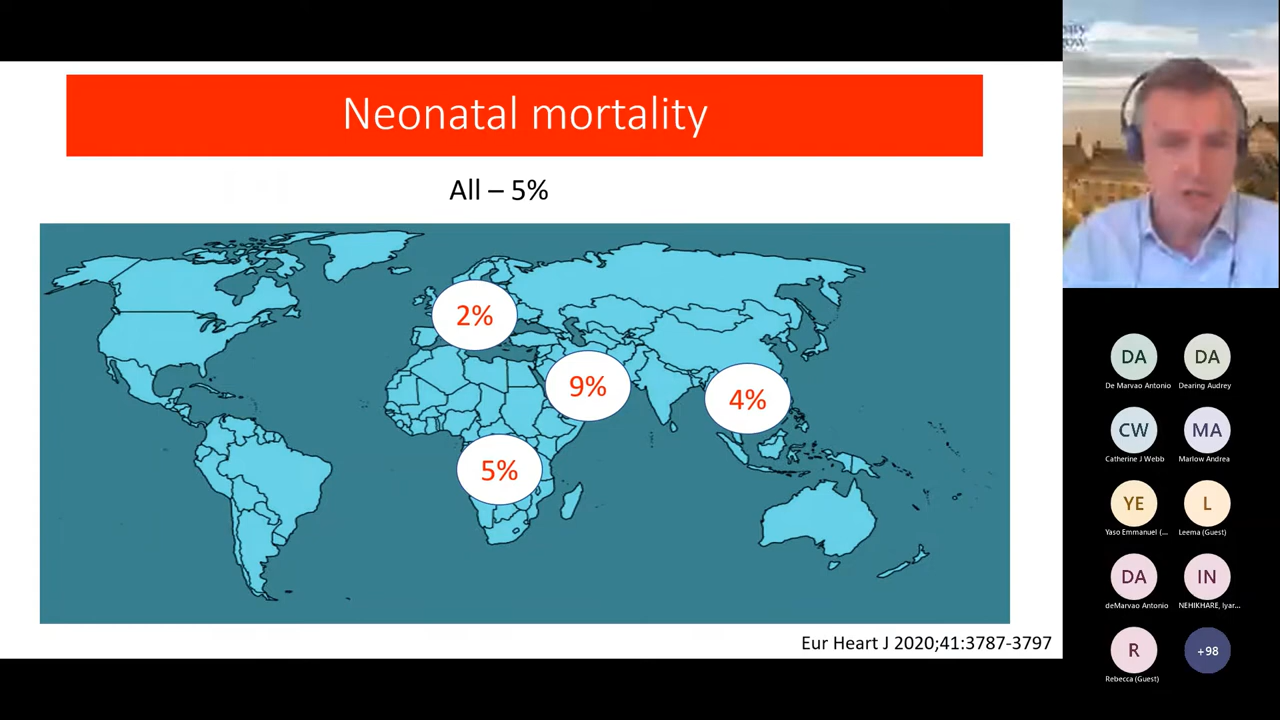 Neonatal mortality
All – 5%
2%
9%
4%
5%
Eur Heart J 2020;41:3787-3797
DA
De Marvao Antonio
DA
Dearing Audrey
CW
Catherine J Webb
MA
Marlow Andrea
YE
Yaso Emmanuel (...
L
Leema (Guest)
DA
deMarvao Antonio
IN
NEHIKHARE, Iyar...
R
Rebecca (Guest)
+98